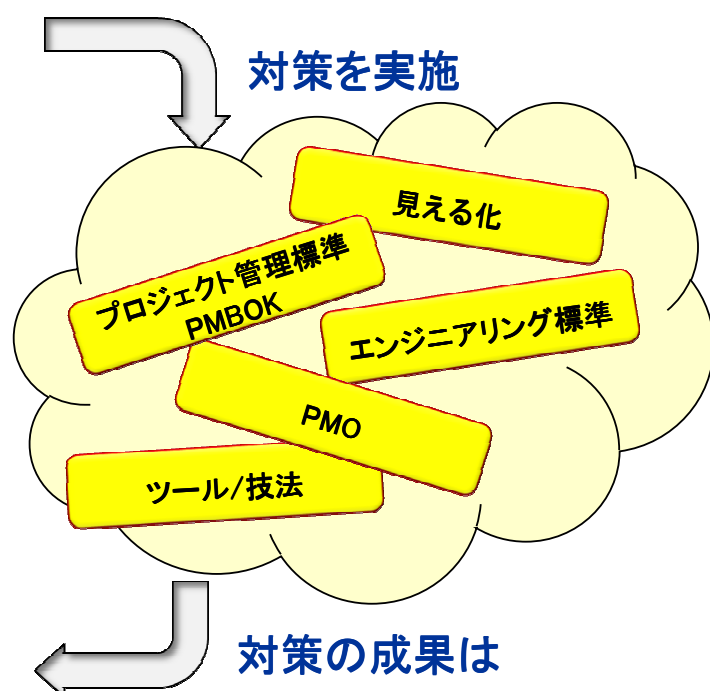 対策を実施
見える化
プロジェクト管理標準
PMBOK
エンジニアリング標準
PMO
ツール/技法
対策の成果は